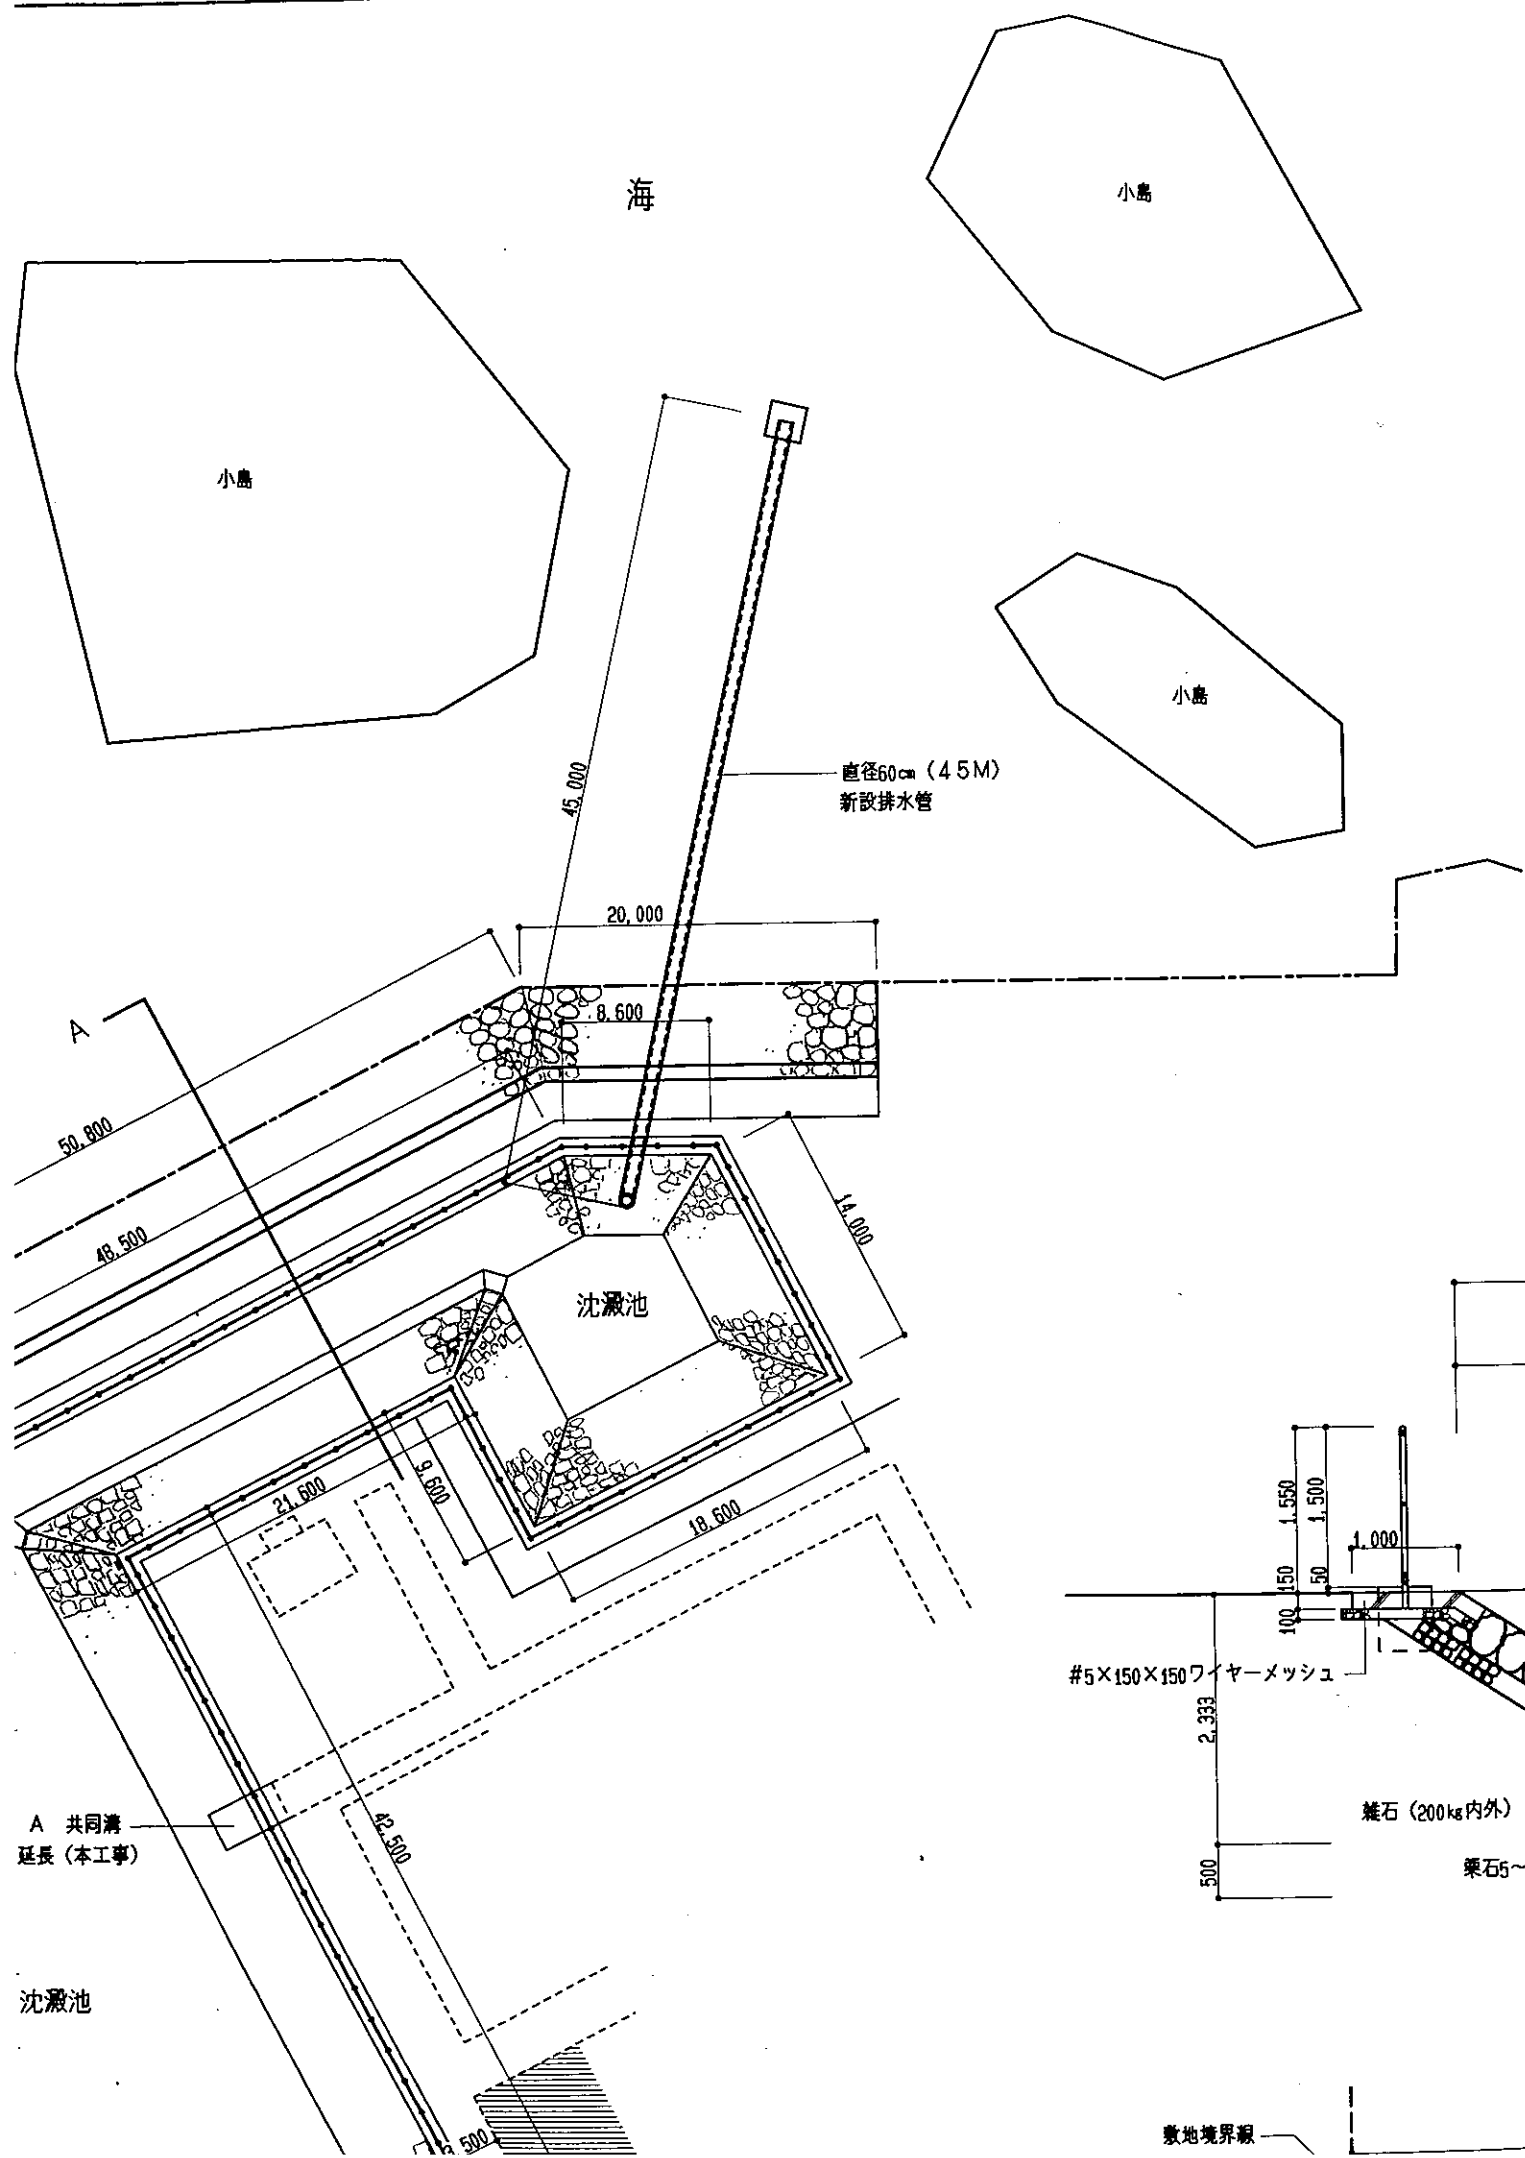 海
小島
小島
小島
45,000
直径60cm（45M）
新設排水管
20,000
8,600
A
50,800
48,500
14,000
沈澱池
21,600
9,600
18,600
1,550
1,500
1,000
150
50
100
#5×150×150ワイヤーメッシュ
2,333
500
雑石（200kg内外）
栗石5～
A 共同溝
延長（本工事）
42,500
沈澱池
3,500
敷地境界線